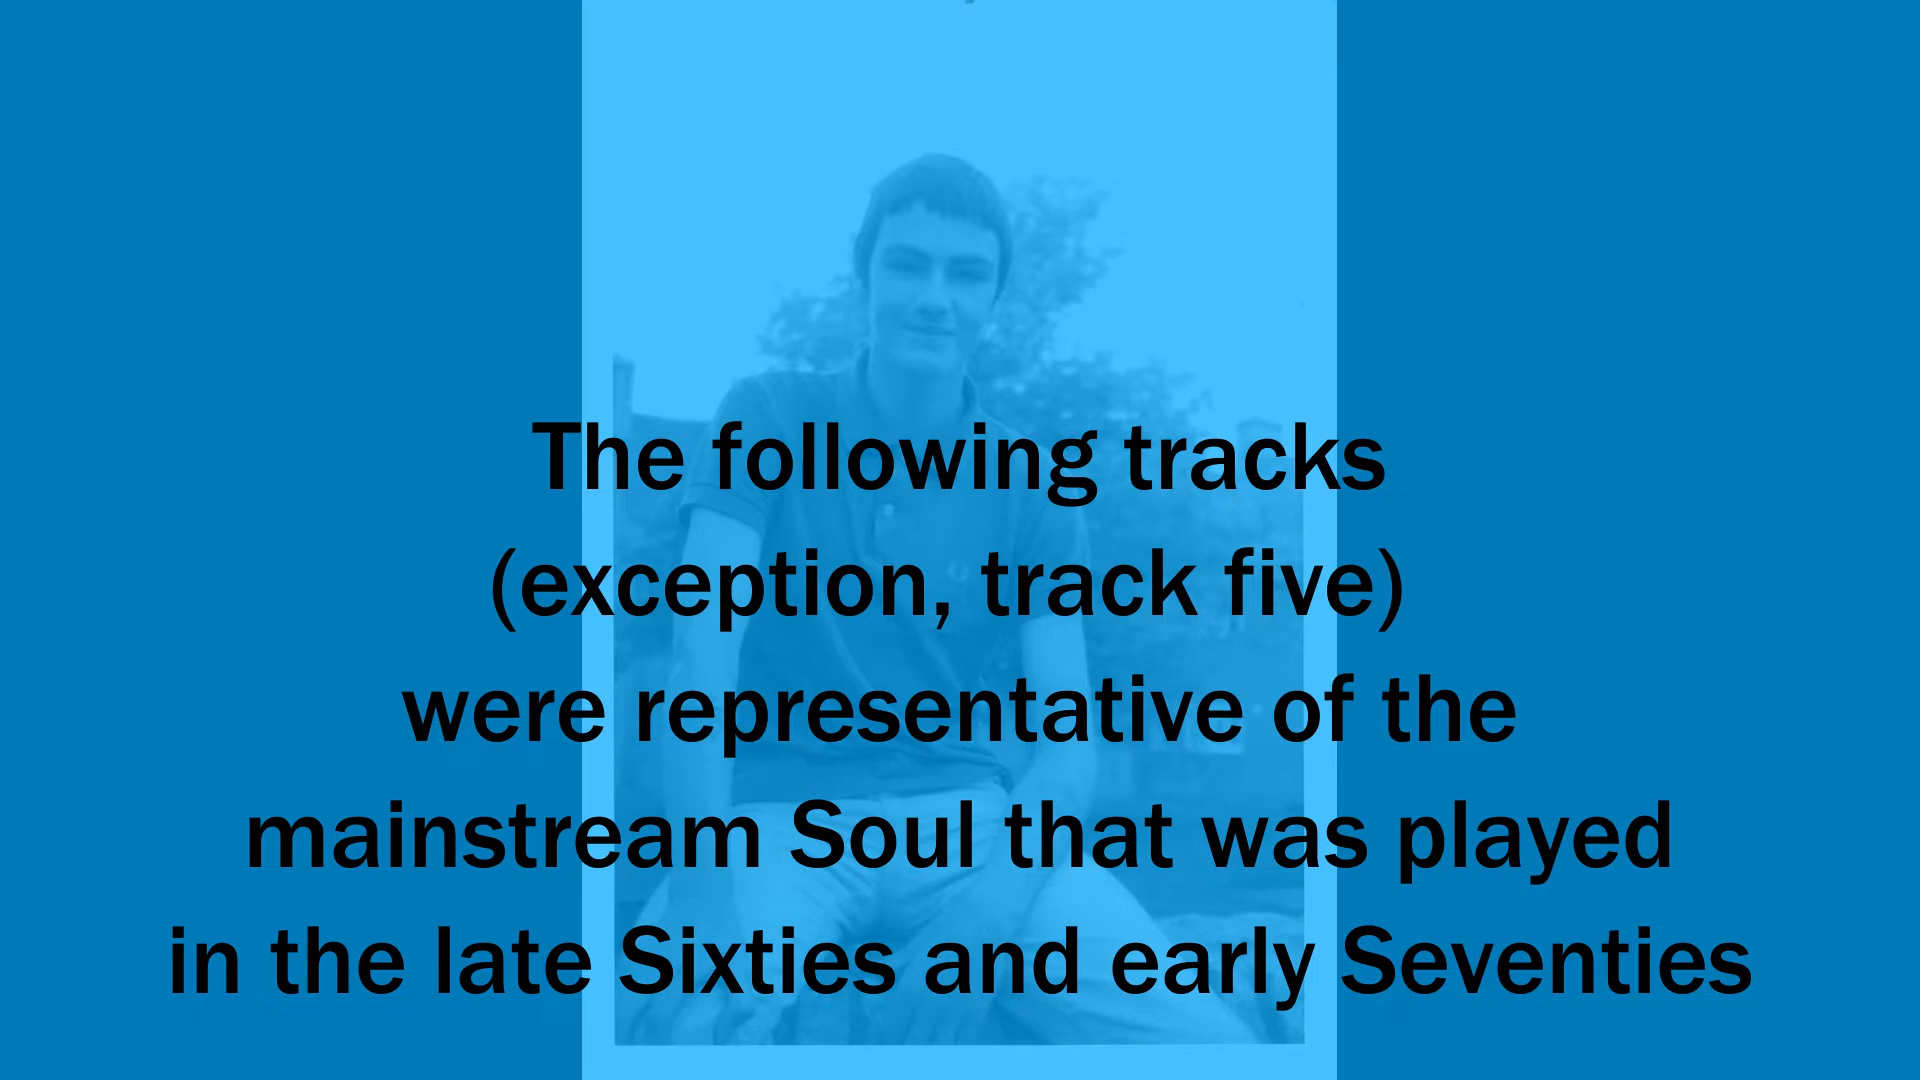 The following tracks
(exception, track five)
were representative of the
mainstream Soul that was played
in the late Sixties and early Seventies